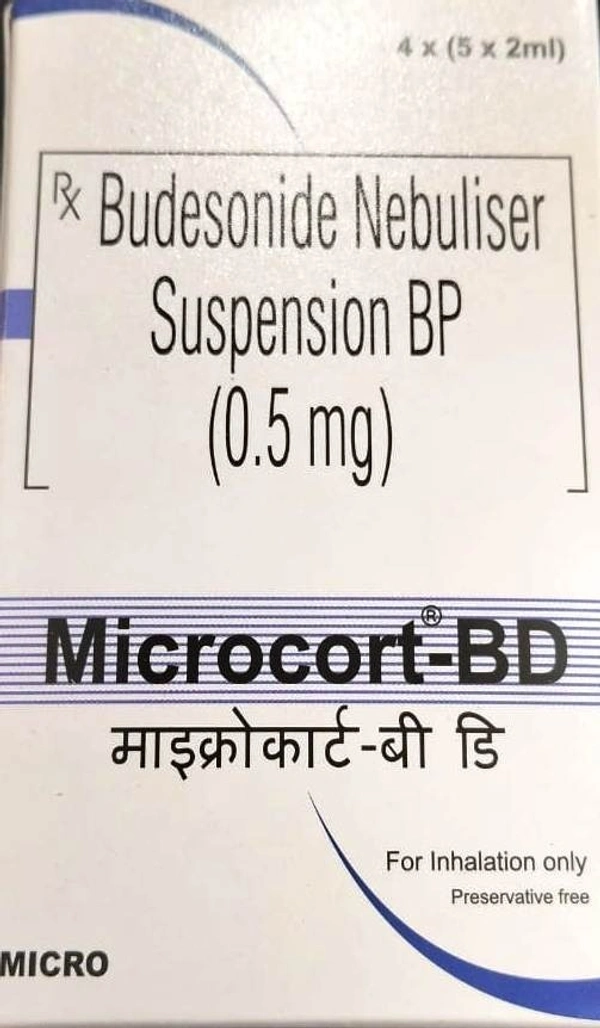 4 x (5 x 2ml)
Rx Budesonide Nebuliser
Suspension BP
(0.5 mg)
Microcort®-BD
माइक्रोकार्ट-बी डि
For Inhalation only
Preservative free
MICRO